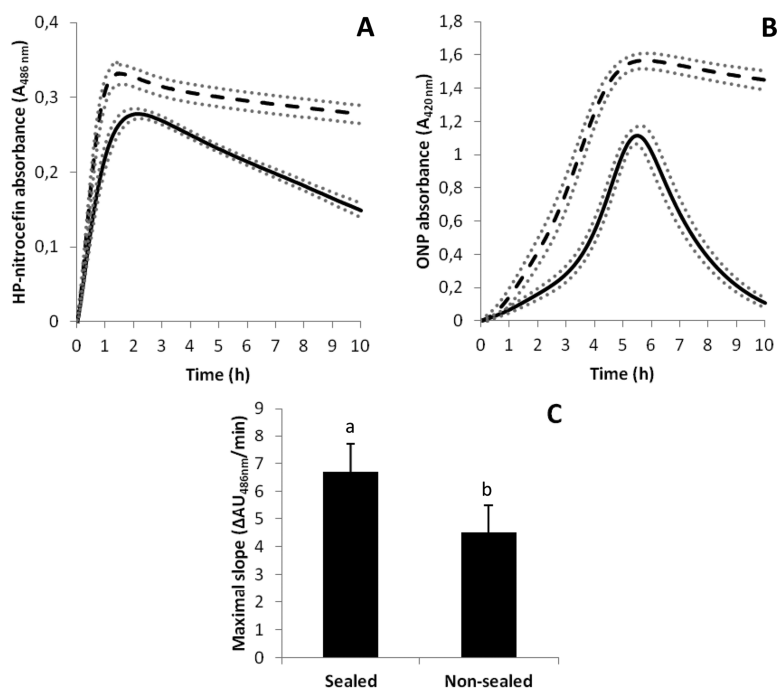 A
HP-nitrocefin absorbance (A486 nm)
0,4
0,3
0,2
0,1
0
0 1 2 3 4 5 6 7 8 9 10
Time (h)
B
ONP absorbance (A420 nm)
1,8
1,6
1,4
1,2
1
0,8
0,6
0,4
0,2
0
0 1 2 3 4 5 6 7 8 9 10
Time (h)
C
Maximal slope (ΔAU486nm/min)
9
8
7
6
5
4
3
2
1
0
a
b
Sealed Non-sealed